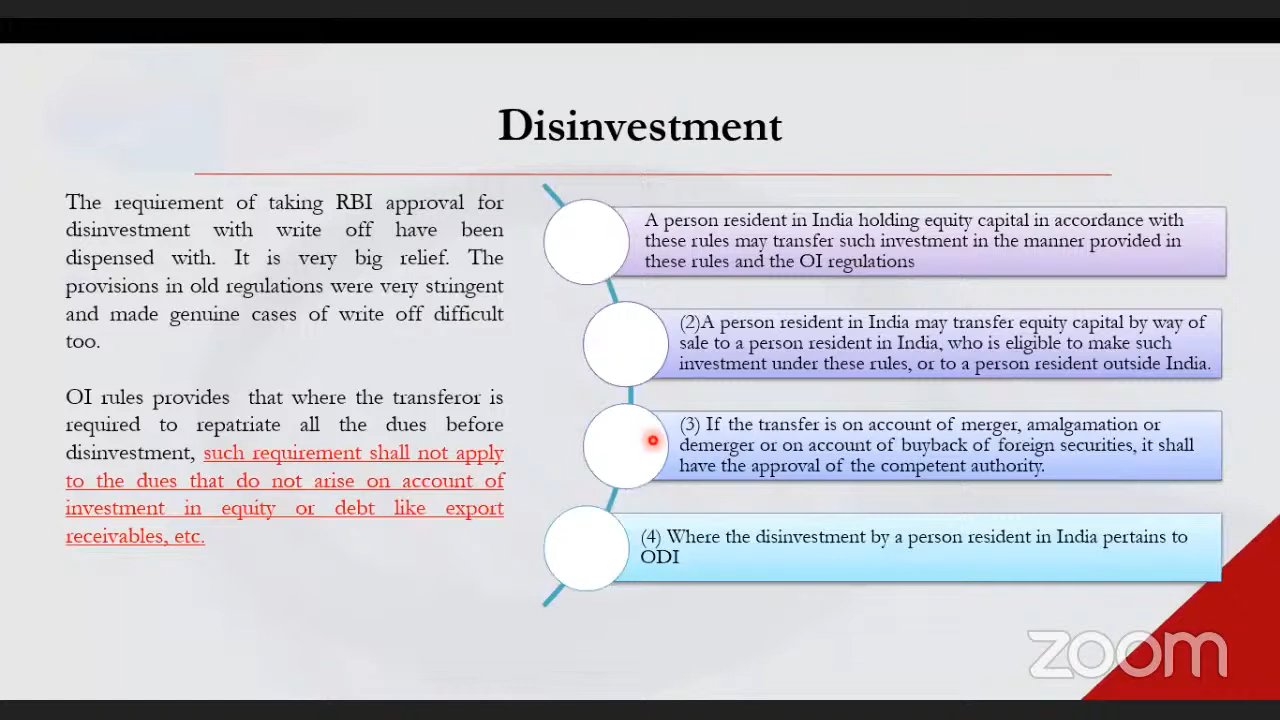 Disinvestment
The requirement of taking RBI approval for
disinvestment with write off have been
dispensed with. It is very big relief. The
provisions in old regulations were very stringent
and made genuine cases of write off difficult
too.
OI rules provides that where the transferor is
required to repatriate all the dues before
disinvestment, such requirement shall not apply
to the dues that do not arise on account of
investment in equity or debt like export
receivables, etc.
A person resident in India holding equity capital in accordance with
these rules may transfer such investment in the manner provided in
these rules and the OI regulations
(2)A person resident in India may transfer equity capital by way of
sale to a person resident in India, who is eligible to make such
investment under these rules, or to a person resident outside India.
(3) If the transfer is on account of merger, amalgamation or
demerger or on account of buyback of foreign securities, it shall
have the approval of the competent authority.
(4) Where the disinvestment by a person resident in India pertains to
ODI
zoom